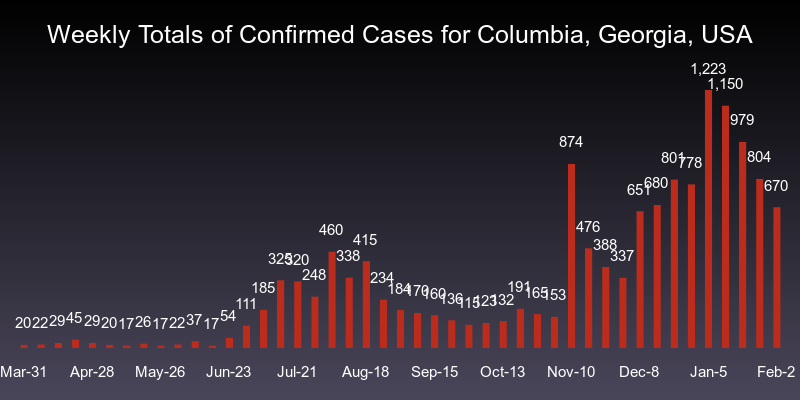 Weekly Totals of Confirmed Cases for Columbia, Georgia, USA
20 22 29 45 29 20 17 26 17 22 37 17 54 111 185 325 320 248 460 338 415 234 184 170 160 136 115 123 132 191 165 153 874 476 388 337 651 680 801 778 1,223 1,150 979 804 670
Mar-31 Apr-28 May-26 Jun-23 Jul-21 Aug-18 Sep-15 Oct-13 Nov-10 Dec-8 Jan-5 Feb-2